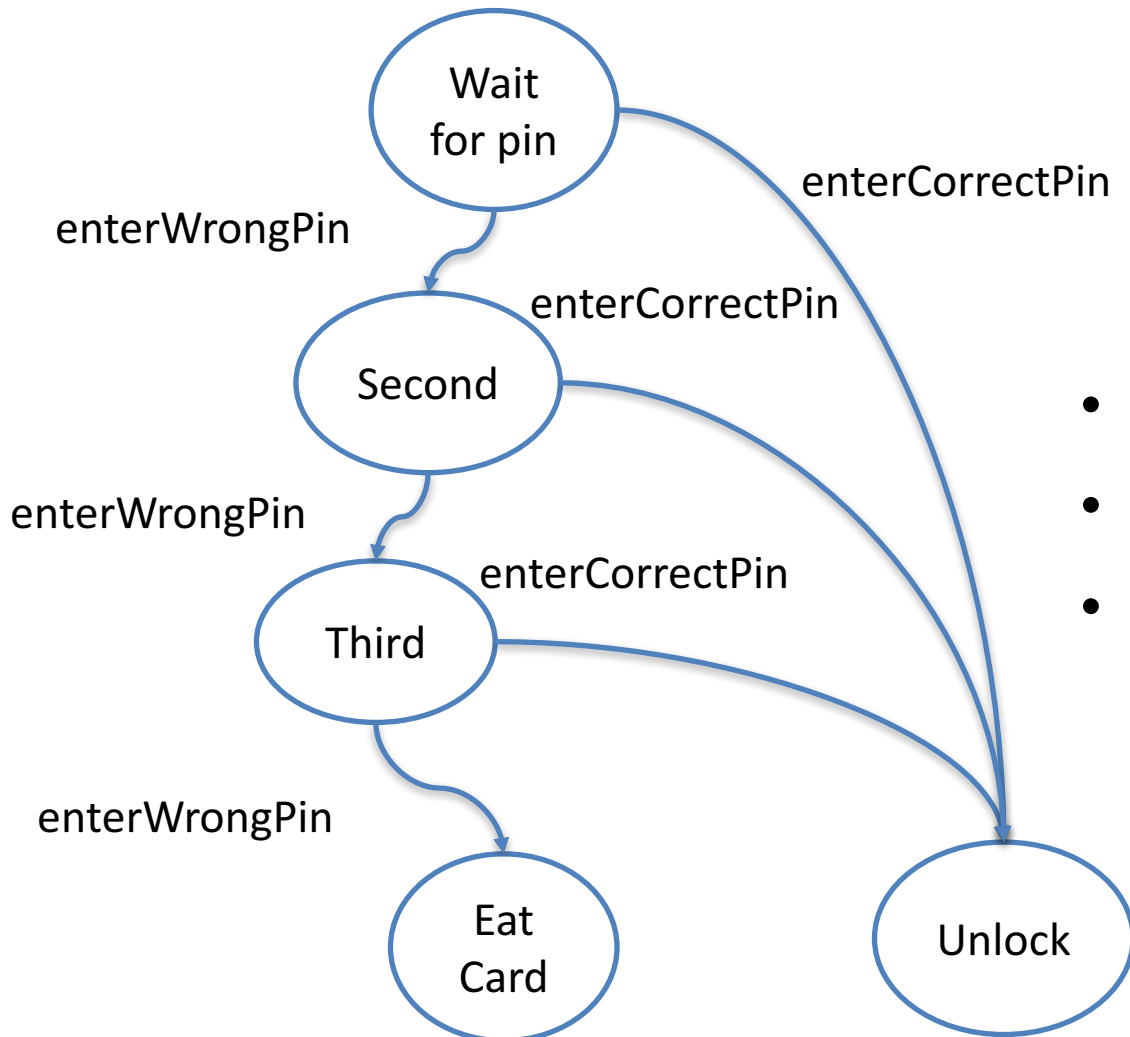 Wait
for pin
enterCorrectPin
enterWrongPin
enterCorrectPin
Second
•
•
enterWrongPin
enterCorrectPin
•
Third
enterWrongPin
Eat
Card
Unlock